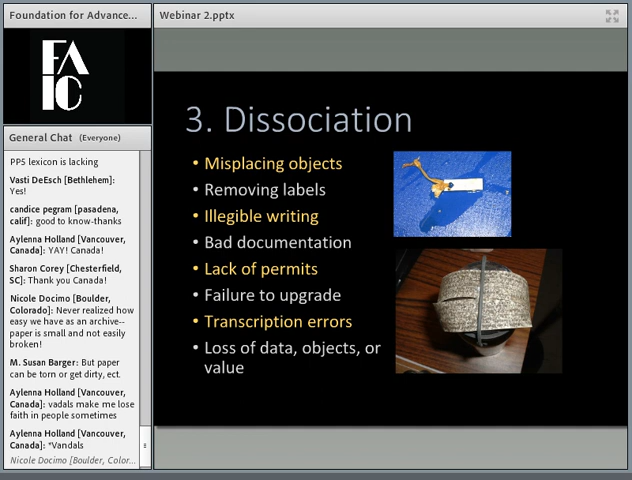 Foundation for Advance...
FA
IC
General Chat (Everyone)
PP5 lexicon is lacking
Vasti DeEsch [Bethlehem]:
Yes!
candice pegram [pasadena,
calif]: good to know-thanks
Aylenna Holland [Vancouver,
Canada]: YAY! Canada!
Sharon Corey [Chesterfield,
SC]: Thank you Canada!
Nicole Docimo [Boulder,
Colorado]: Never realized how
easy we have as an archive--
paper is small and not easily
broken!
M. Susan Barger: But paper
can be torn or get dirty, ect.
Aylenna Holland [Vancouver,
Canada]: vadals make me lose
faith in people sometimes
Aylenna Holland [Vancouver,
Canada]: *Vandals
Nicole Docimo [Boulder, Color...
Webinar 2.pptx
3. Dissociation
• Misplacing objects
• Removing labels
• Illegible writing
• Bad documentation
• Lack of permits
• Failure to upgrade
• Transcription errors
• Loss of data, objects, or
value